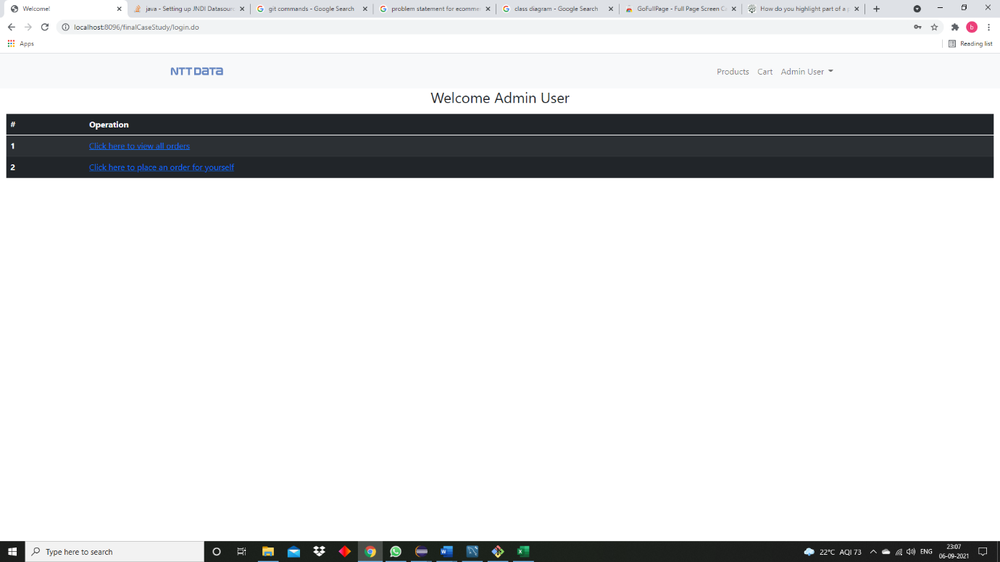 Welcome!
java - Setting up JNDI Datasour
git commands - Google Search
problem statement for ecomme
class diagram - Google Search
GoFullPage - Full Page Screen Ca
How do you highlight part of a p
localhost:8096/finalCaseStudy/login.do
b
Apps
Reading list
NTT DATA
Products Cart Admin User
Welcome Admin User
# Operation
1 Click here to view all orders
2 Click here to place an order for yourself
Type here to search
22°C AQI 73
ENG
23:07
06-09-2021